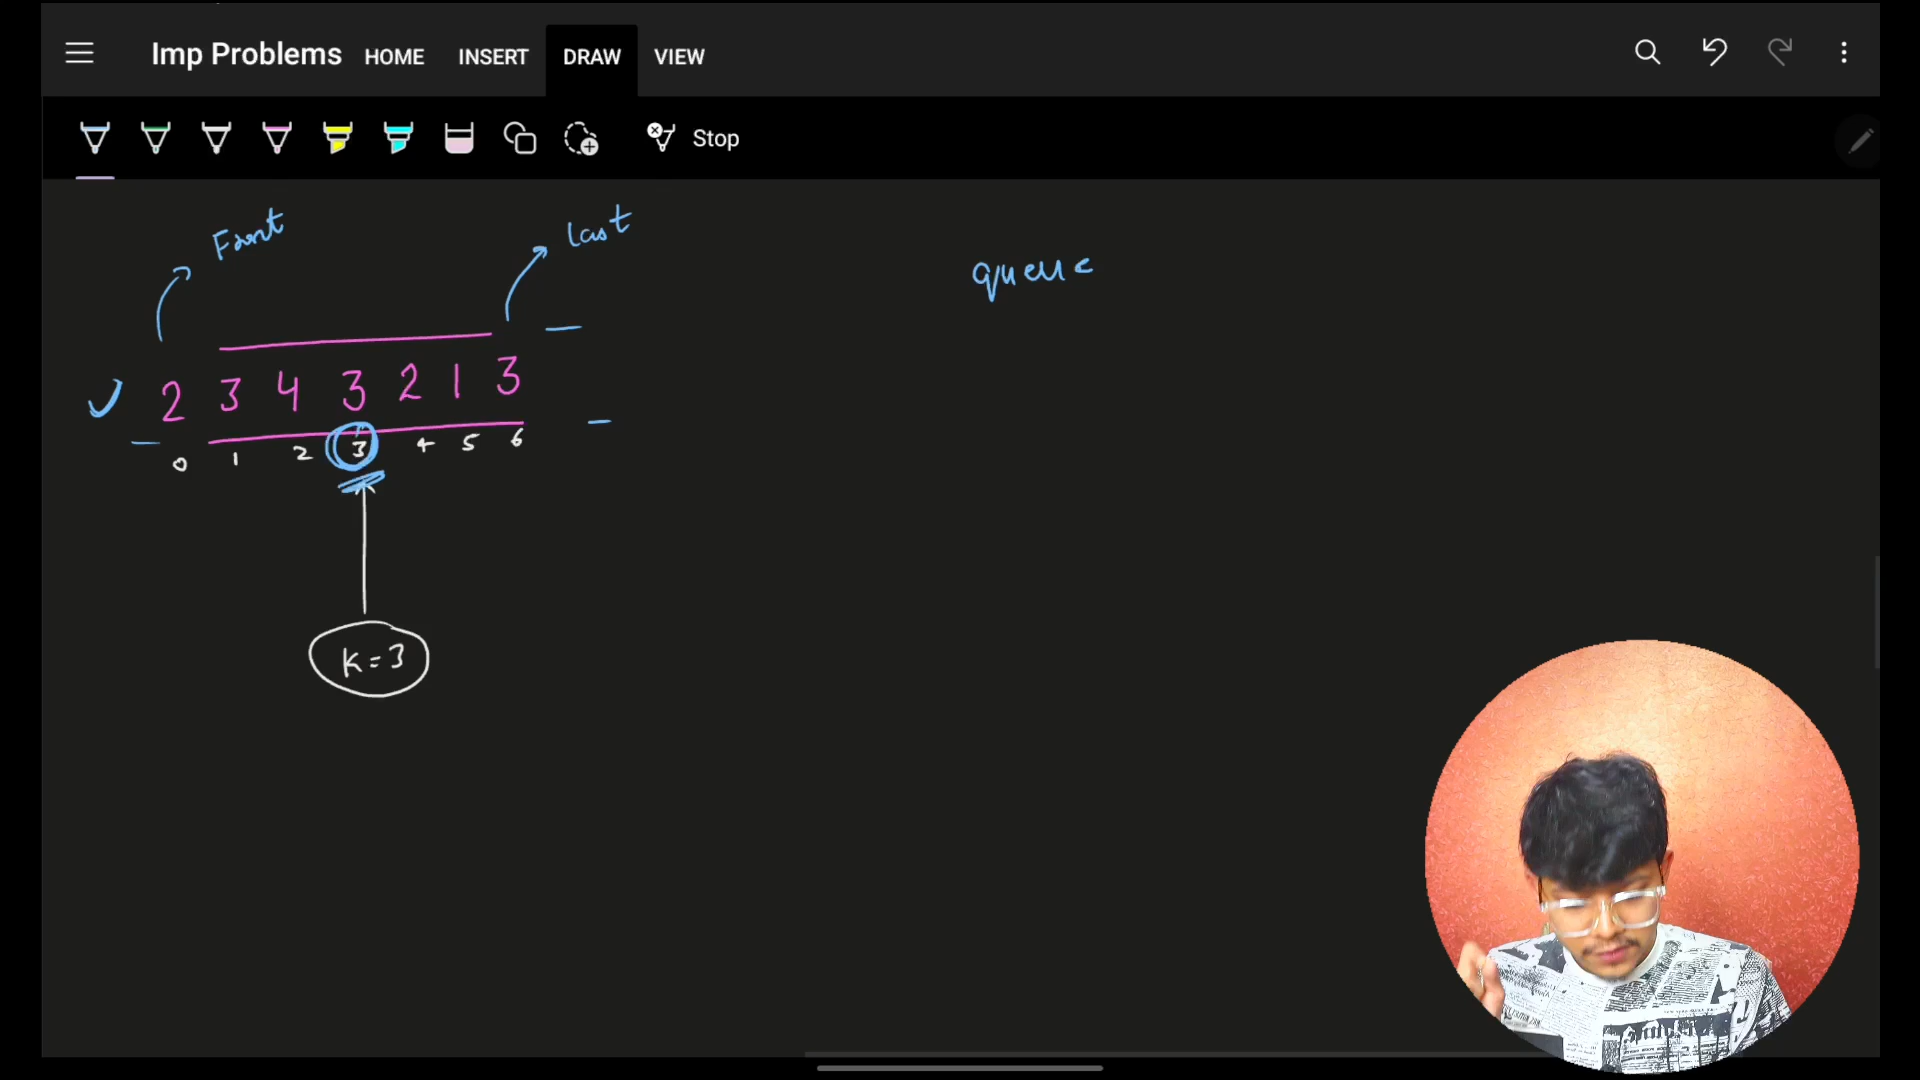 Imp Problems HOME INSERT DRAW VIEW
Stop
Front
last
queue
2 3 4 3 2 1 3
0 1 2 3 4 5 6
K = 3